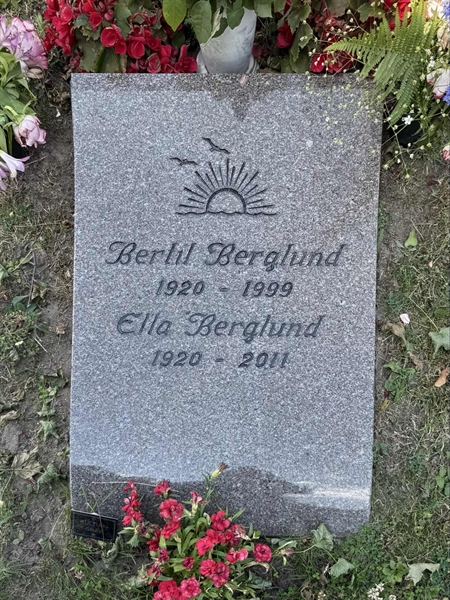 Bertil Berglund
1920 - 1999
Ella Berglund
1920 - 2011